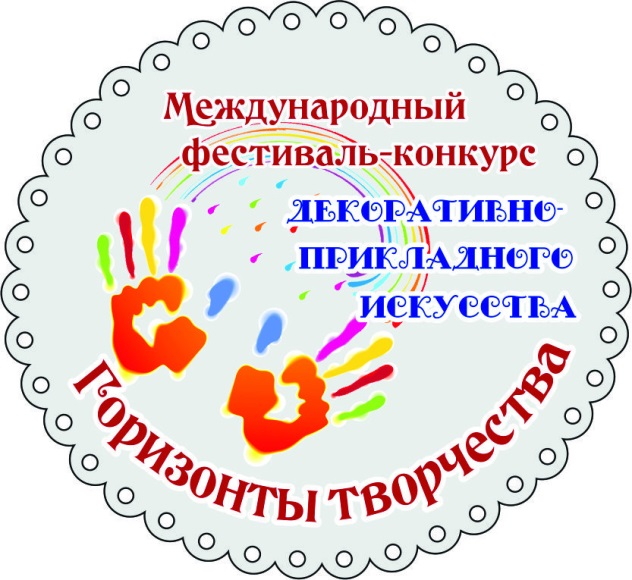 Международный
фестиваль-конкурс
ДЕКОРАТИВНО-
ПРИКЛАДНОГО
ИСКУССТВА
Горизонты творчества